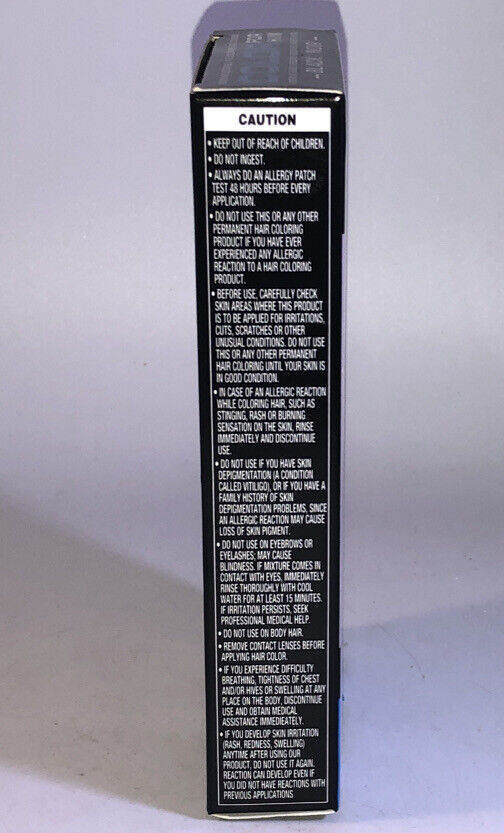 CAUTION
• KEEP OUT OF REACH OF CHILDREN.
• DO NOT INGEST.
• ALWAYS DO AN ALLERGY PATCH
TEST 48 HOURS BEFORE EVERY
APPLICATION.
• DO NOT USE THIS OR ANY OTHER
PERMANENT HAIR COLORING
PRODUCT IF YOU HAVE EVER
EXPERIENCED ANY ALLERGIC
REACTION TO A HAIR COLORING
PRODUCT.
• BEFORE USE, CAREFULLY CHECK
SKIN AREAS WHERE THIS PRODUCT
IS TO BE APPLIED FOR IRRITATIONS,
CUTS, SCRATCHES OR OTHER
UNUSUAL CONDITIONS. DO NOT USE
THIS OR ANY OTHER PERMANENT
HAIR COLORING UNTIL YOUR SKIN IS
IN GOOD CONDITION.
• IN CASE OF AN ALLERGIC REACTION
WHILE COLORING HAIR, SUCH AS
STINGING, RASH OR BURNING
SENSATION ON THE SKIN, RINSE
IMMEDIATELY AND DISCONTINUE
USE.
• DO NOT USE IF YOU HAVE SKIN
DEPIGMENTION (A CONDITION
CALLED VITILIGO), OR IF YOU HAVE A
FAMILY HISTORY OF SKIN
DEPIGMENTATION PROBLEMS, SINCE
AN ALLERGIC REACTION MAY CAUSE
LOSS OF SKIN PIGMENT.
• DO NOT USE ON EYEBROWS OR
EYELASHES; MAY CAUSE
BLINDNESS. IF MIXTURE COMES IN
CONTACT WITH EYES, IMMEDIATELY
RINSE THOROUGHLY WITH COOL
WATER FOR AT LEAST 15 MINUTES.
IF IRRITATION PERSISTS, SEEK
PROFESSIONAL MEDICAL HELP.
• DO NOT USE ON BODY HAIR.
• REMOVE CONTACT LENSES BEFORE
APPLYING HAIR COLOR.
• IF YOU EXPERIENCE DIFFICULTY
BREATHING, TIGHTNESS OF CHEST
AND/OR HIVES OR SWELLING AT ANY
PLACE ON THE BODY, DISCONTINUE
USE AND OBTAIN MEDICAL
ASSISTANCE IMMEDIEATELY.
• IF YOU DEVELOP SKIN IRRITATION
(RASH, REDNESS, SWELLING)
ANYTIME AFTER USING OUR
PRODUCT, DO NOT USE IT AGAIN.
REACTION CAN DEVELOP EVEN IF
YOU DID NOT HAVE REACTIONS WITH
PREVIOUS APPLICATIONS